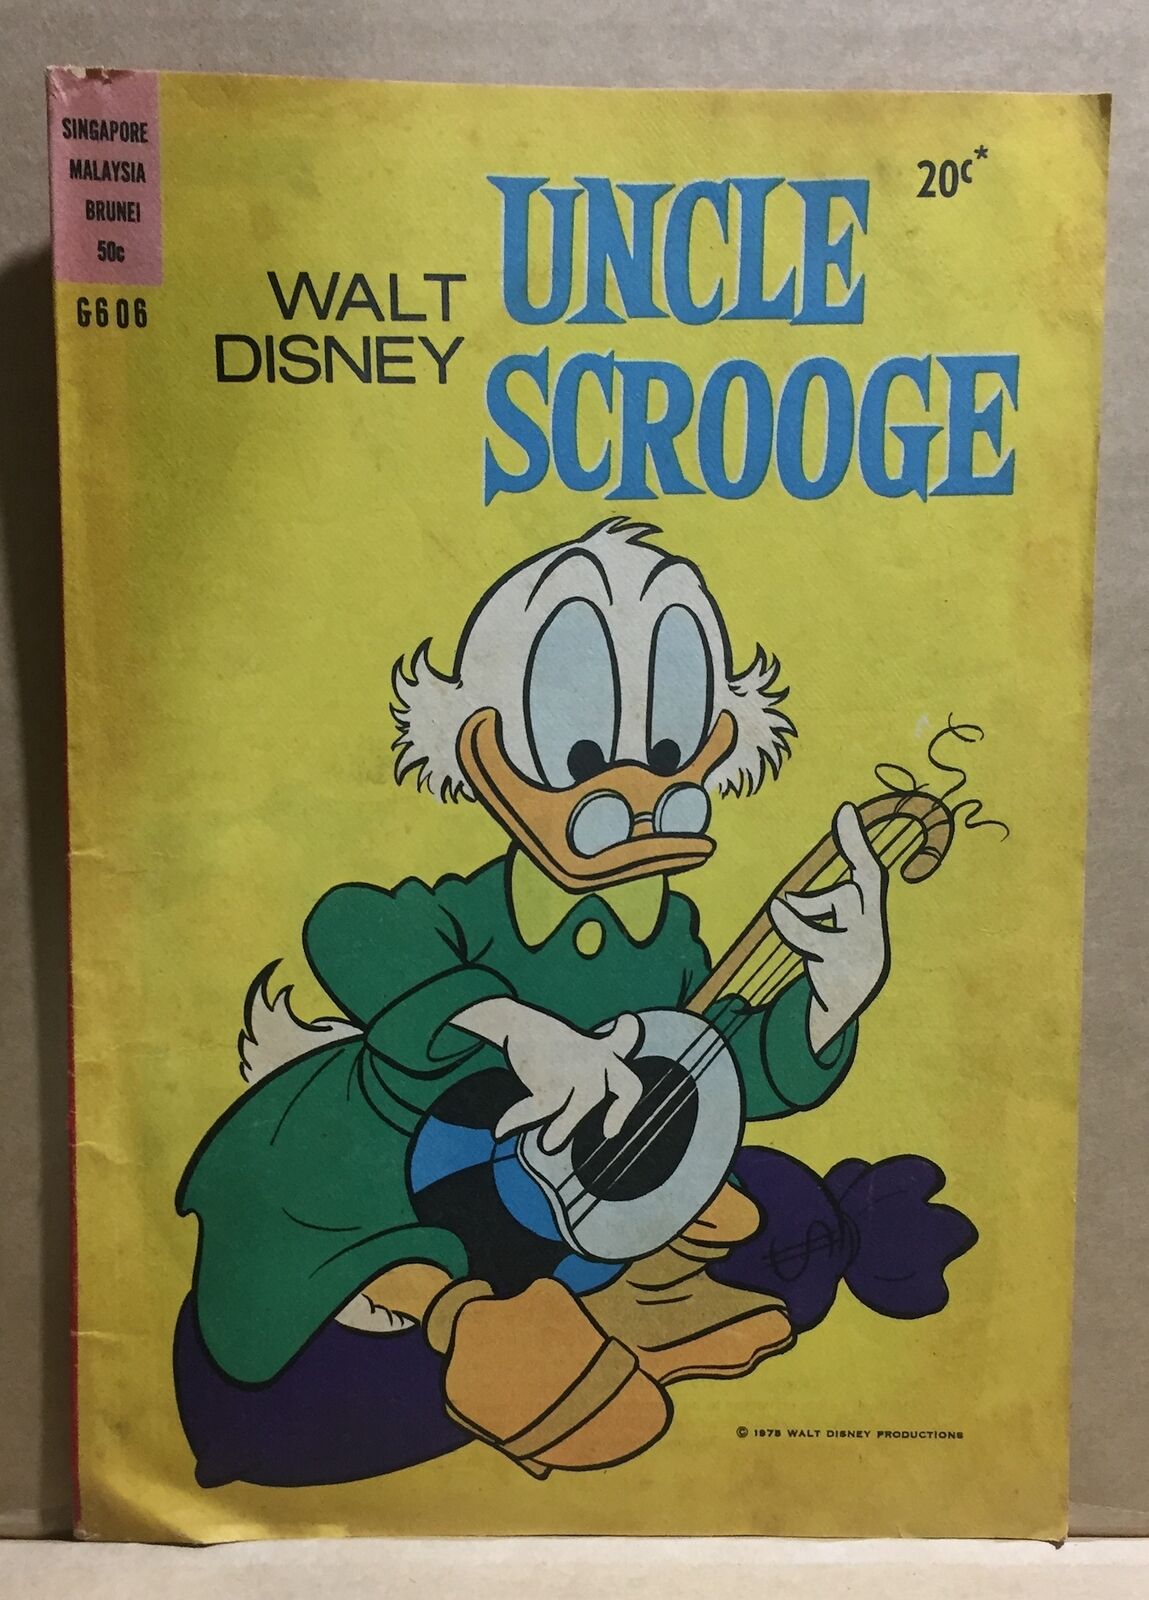 SINGAPORE
MALAYSIA
BRUNEI
50c
G606
20c*
WALT
DISNEY
UNCLE
SCROOGE
$
© 1975 WALT DISNEY PRODUCTIONS